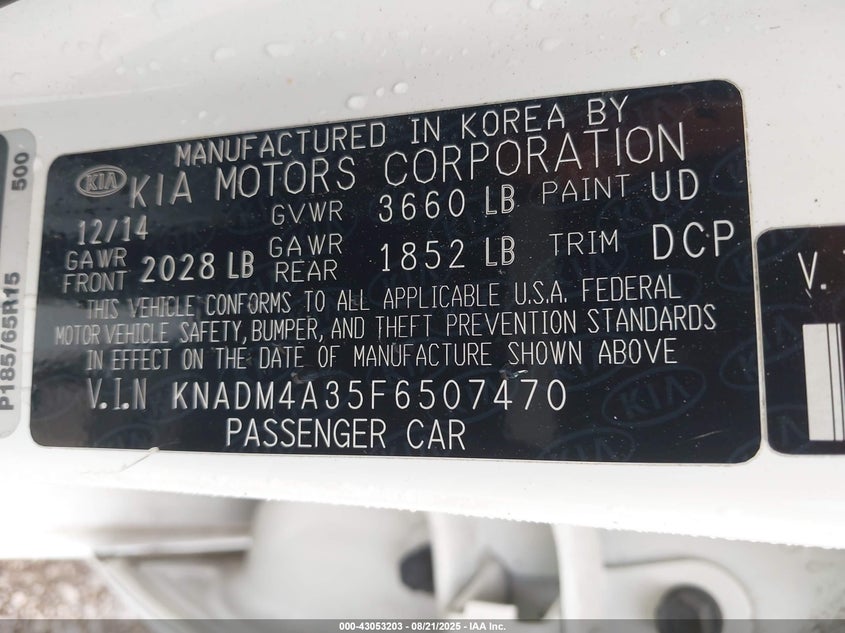 MANUFACTURED IN KOREA BY
KIA KIA MOTORS CORPORATION
12/14 GVWR 3660 LB PAINT UD
GAWR FRONT 2028 LB GAWR REAR 1852 LB TRIM DCP
THIS VEHICLE CONFORMS TO ALL APPLICABLE U.S.A. FEDERAL
MOTOR VEHICLE SAFETY, BUMPER, AND THEFT PREVENTION STANDARDS
IN EFFECT ON THE DATE OF MANUFACTURE SHOWN ABOVE
V.I.N KNADM4A35F6507470
PASSENGER CAR
P185/65R15 500
V.
000-43053203 - 08/21/2025 - IAA Inc.